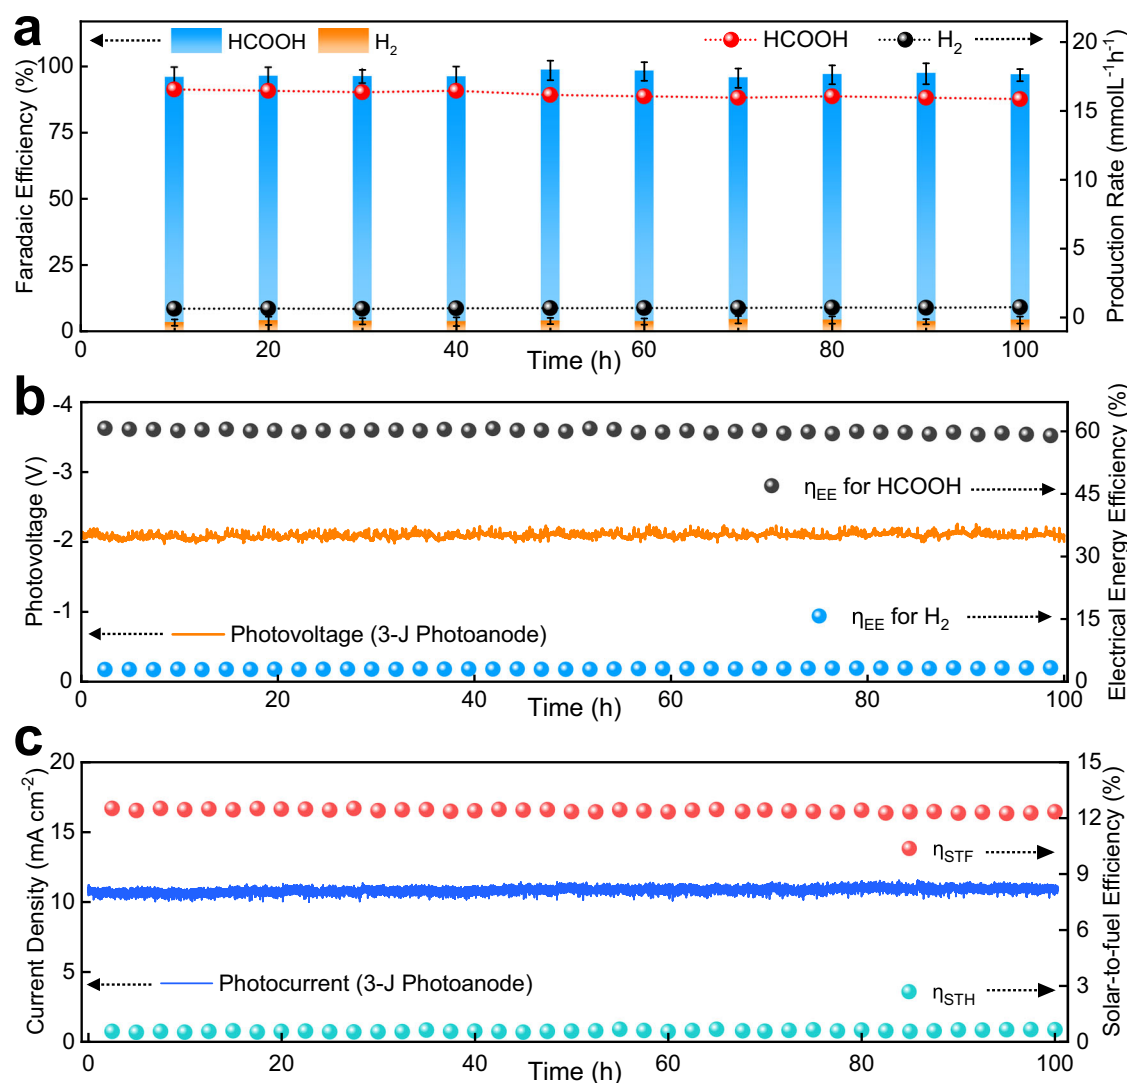 a
HCOOH H₂ HCOOH H₂
Faradaic Efficiency (%)
100
75
50
25
0
20
15
10
5
0
Production Rate (mmolL⁻¹h⁻¹)
0 20 40 60 80 100
Time (h)
b
Photovoltage (V)
-4
-3
-2
-1
0
60
45
30
15
0
Electrical Energy Efficiency (%)
ηEE for HCOOH
ηEE for H₂
Photovoltage (3-J Photoanode)
0 20 40 60 80 100
Time (h)
c
Current Density (mA cm⁻²)
20
15
10
5
0
15
12
9
6
3
0
Solar-to-fuel Efficiency (%)
ηSTF
Photocurrent (3-J Photoanode)
ηSTH
0 20 40 60 80 100
Time (h)